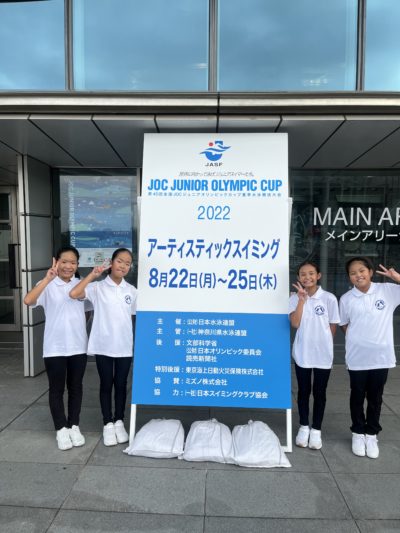 JASF
JOC JUNIOR OLYMPIC CUP
2022
アーティスティックスイミング
8月22日(月)〜25日(木)
主 催:(公財)日本水泳連盟
主 管:(一社)神奈川県水泳連盟
後 援:文部科学省
(公財)日本オリンピック委員会
読売新聞社
特別後援:東京海上日動火災保険株式会社
協 賛:ミズノ株式会社
協 力:(一社)日本スイミングクラブ協会
MAIN AR
メインアリーナ